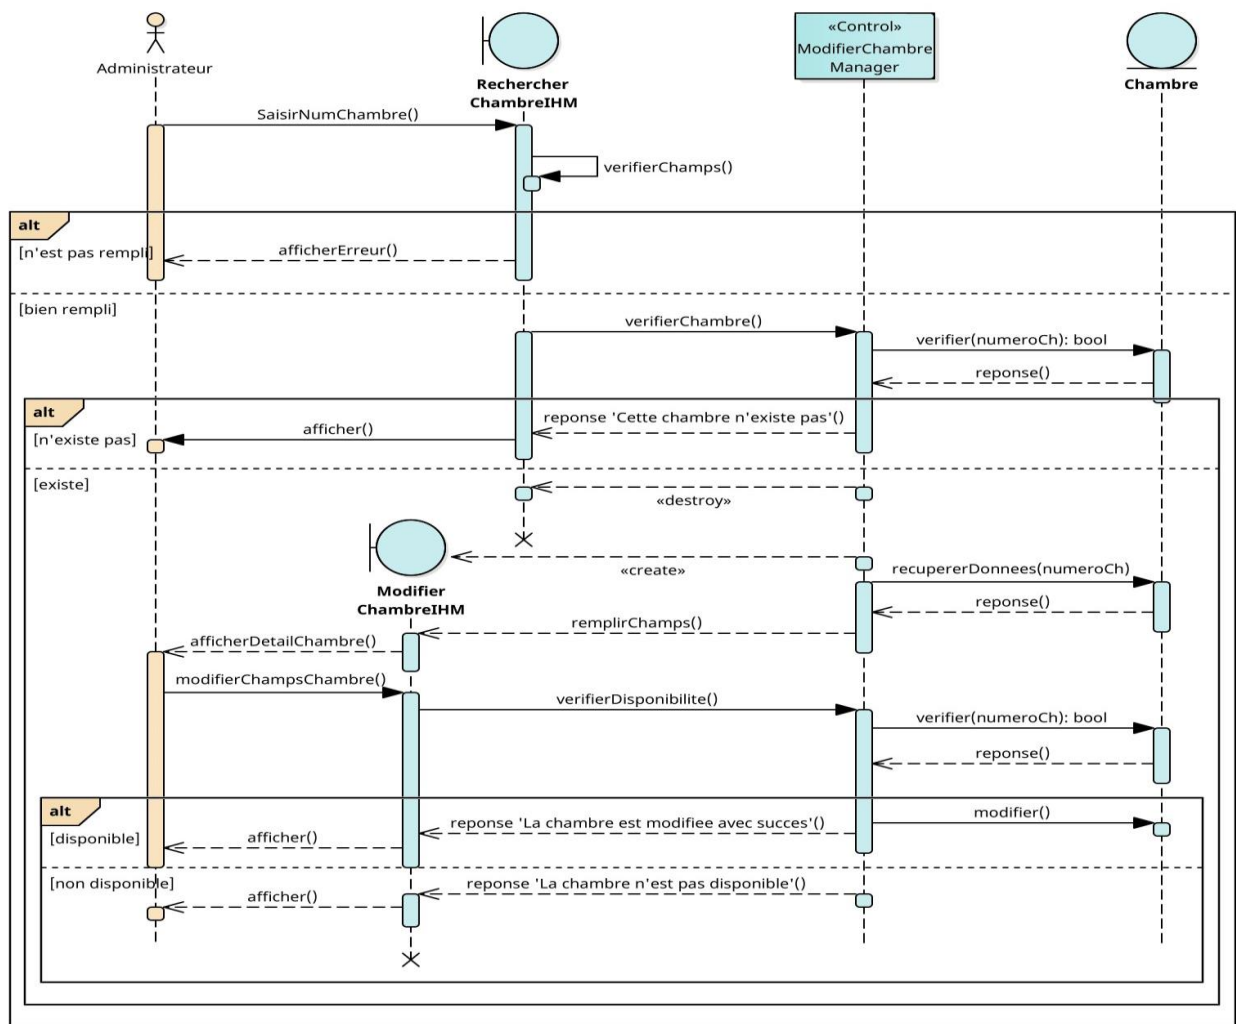 «Control»
ModifierChambre
Manager
Administrateur
Rechercher
ChambreIHM
Chambre
SaisirNumChambre()
verifierChamps()
alt
[n'est pas rempli]
afficherErreur()
[bien rempli]
verifierChambre()
verifier(numeroCh): bool
reponse()
alt
reponse 'Cette chambre n'existe pas'()
[n'existe pas]
afficher()
[existe]
«destroy»
«create»
recupererDonnees(numeroCh)
Modifier
ChambreIHM
reponse()
remplirChamps()
afficherDetailChambre()
modifierChampsChambre()
verifierDisponibilite()
verifier(numeroCh): bool
reponse()
alt
modifier()
reponse 'La chambre est modifiee avec succes'()
[disponible]
afficher()
[non disponible]
reponse 'La chambre n'est pas disponible'()
afficher()